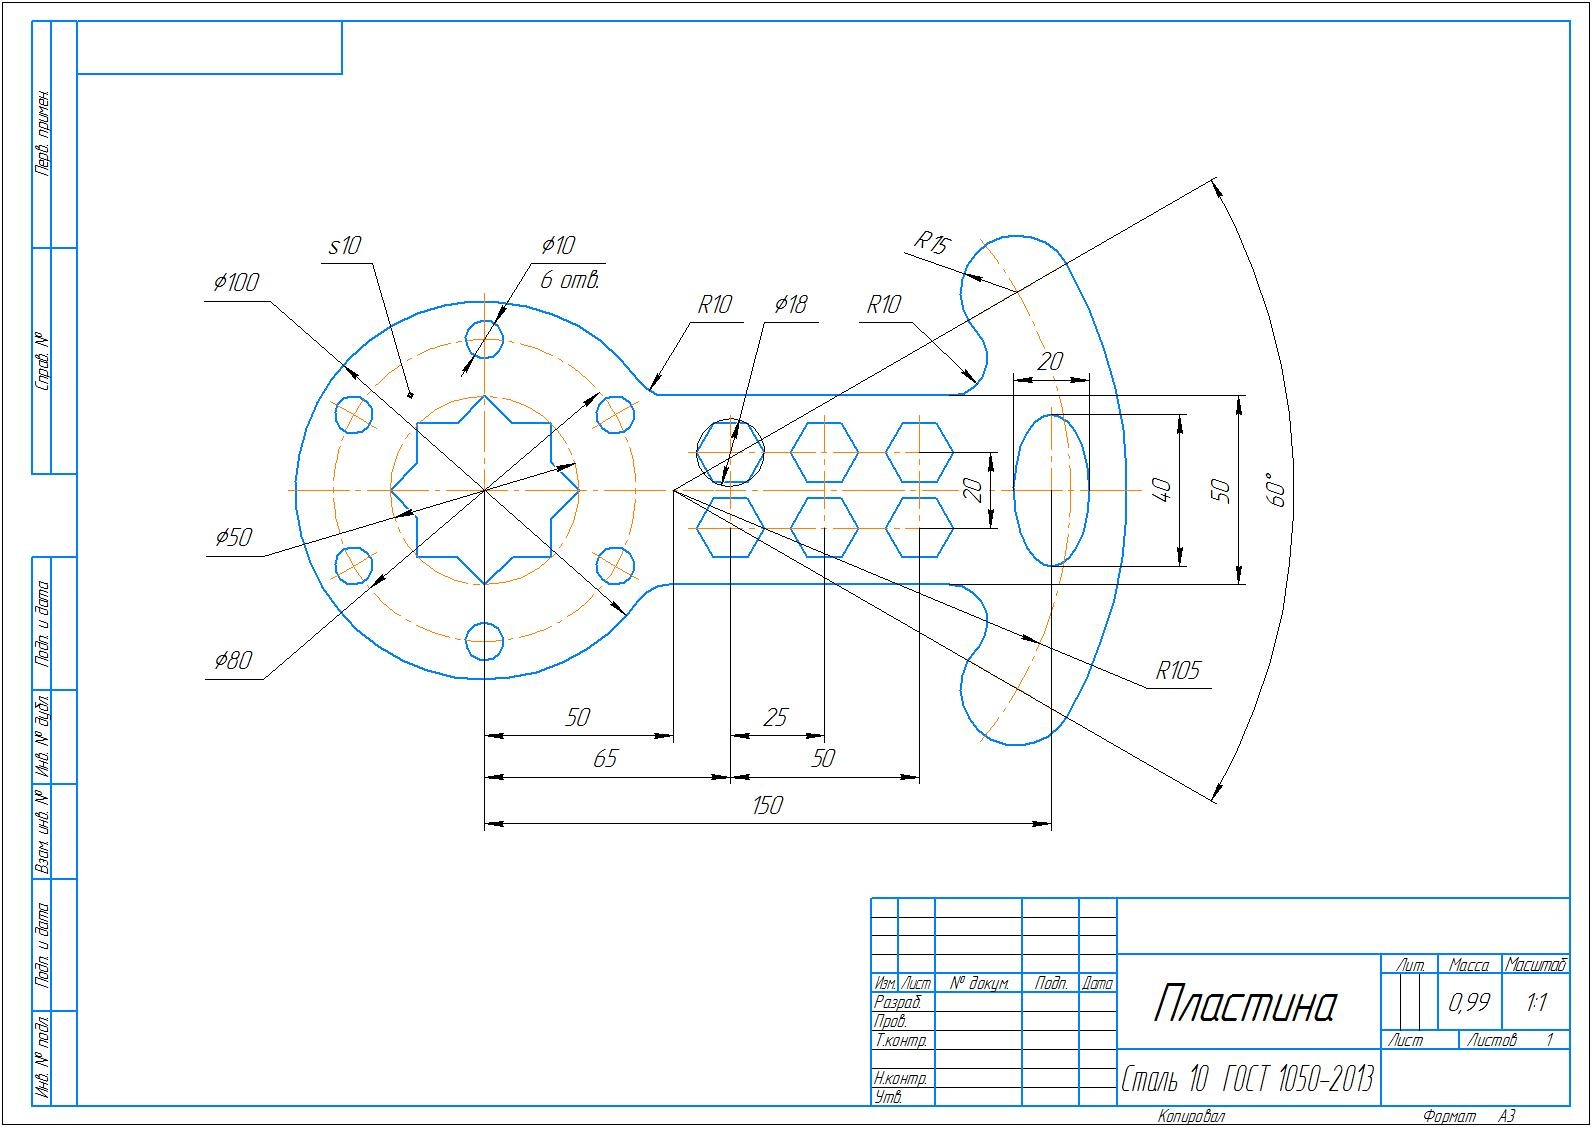 Перв. примен.
Справ. №
Подп. и дата
Инв. № дубл.
Взам. инв. №
Подп. и дата
Инв. № подл.
s10
⌀10
6 отв.
⌀100
R10
⌀18
R10
R15
20
20
40
50
60°
⌀50
⌀80
R105
50
25
65
50
150
Изм. Лист № докум. Подп. Дата
Разраб.
Пров.
Т.контр.
Н.контр.
Утв.
Пластина
Лит. Масса Масштаб
0,99 1:1
Лист Листов 1
Сталь 10 ГОСТ 1050-2013
Копировал Формат А3